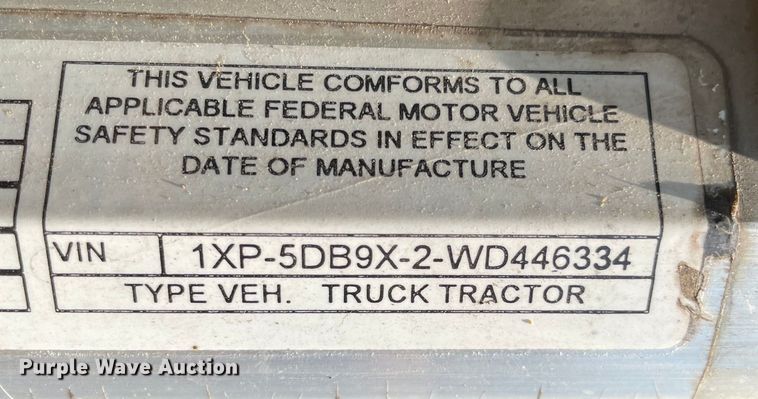 THIS VEHICLE COMFORMS TO ALL
APPLICABLE FEDERAL MOTOR VEHICLE
SAFETY STANDARDS IN EFFECT ON THE
DATE OF MANUFACTURE
VIN 1XP-5DB9X-2-WD446334
TYPE VEH. TRUCK TRACTOR
Purple Wave Auction